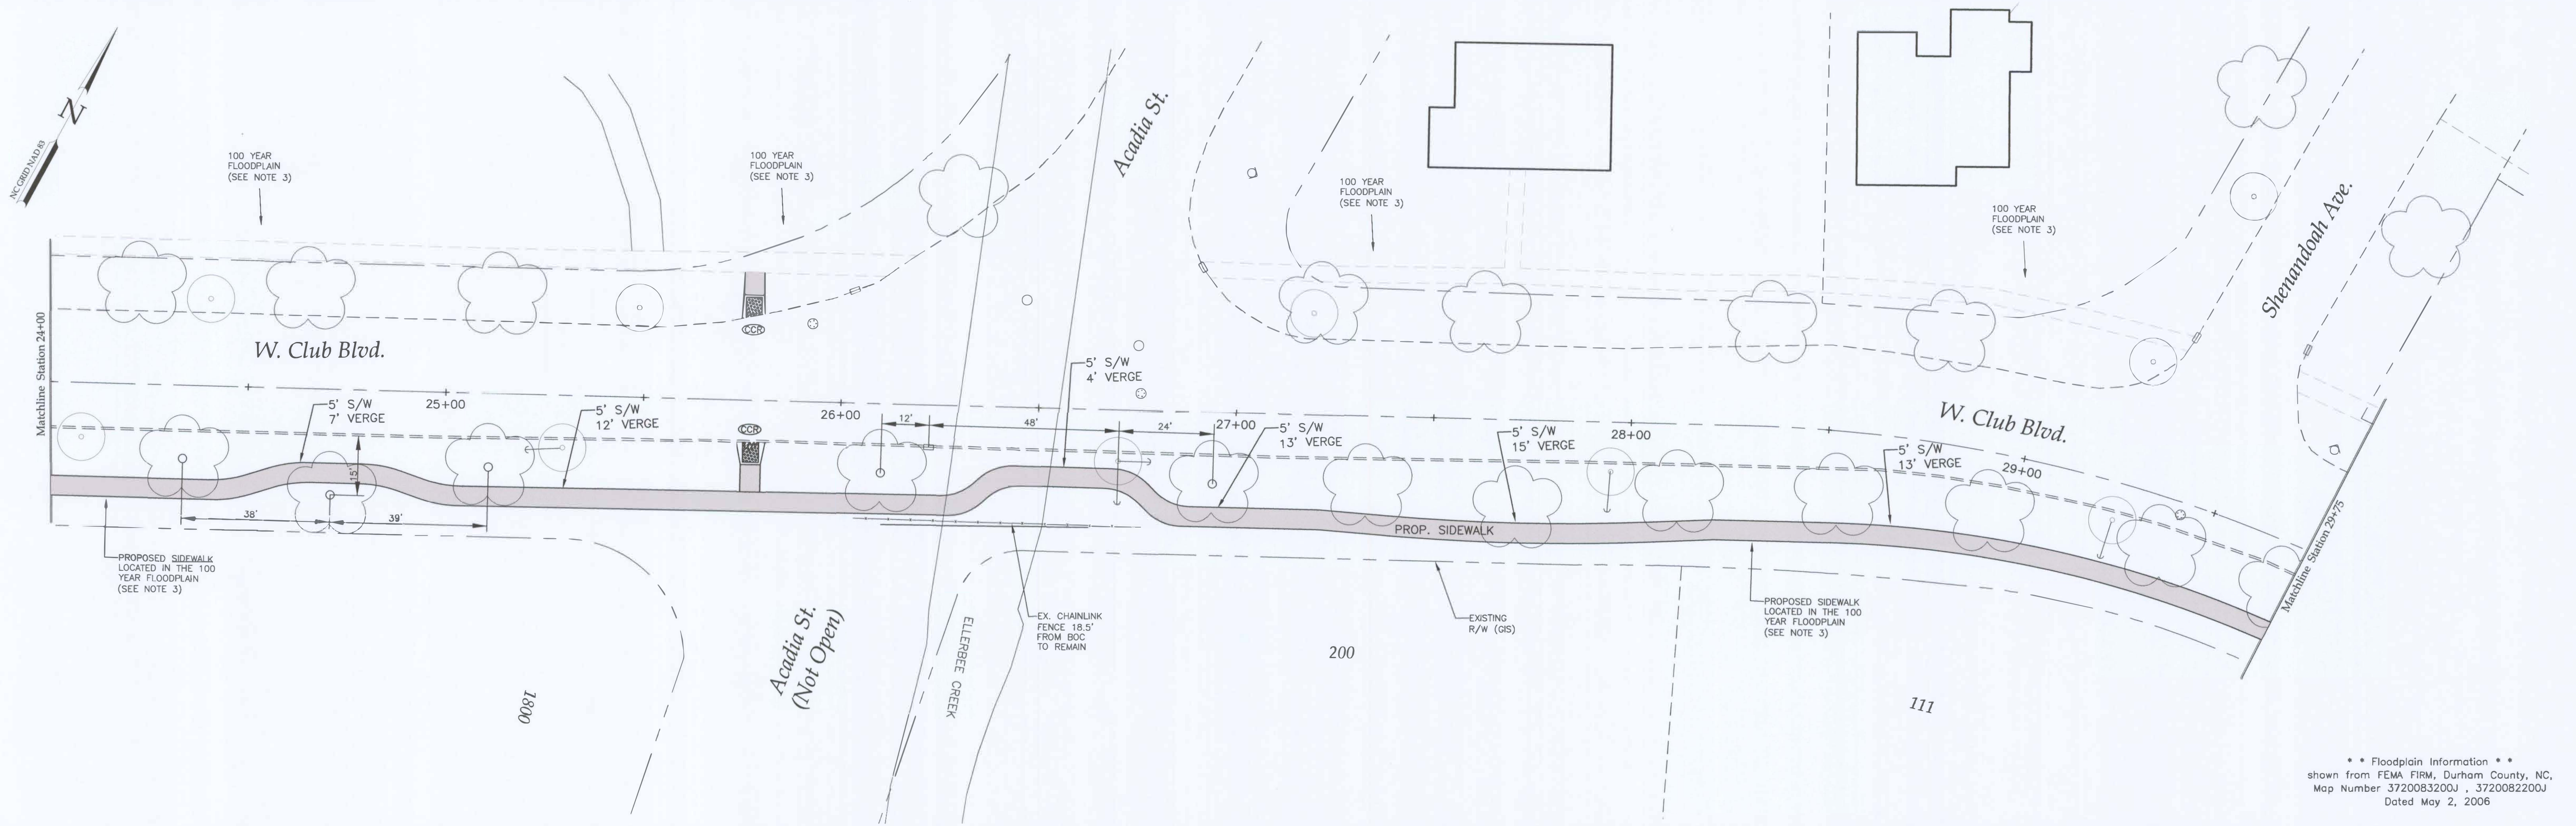 N
NC GRID NAD 83
100 YEAR
FLOODPLAIN
(SEE NOTE 3)
100 YEAR
FLOODPLAIN
(SEE NOTE 3)
Acadia St.
100 YEAR
FLOODPLAIN
(SEE NOTE 3)
100 YEAR
FLOODPLAIN
(SEE NOTE 3)
Shenandoah Ave.
Matchline Station 24+00
W. Club Blvd.
CCR
5' S/W
4' VERGE
5' S/W
7' VERGE
25+00
5' S/W
12' VERGE
26+00
CCR
12'
48'
24'
27+00
5' S/W
13' VERGE
5' S/W
15' VERGE
28+00
W. Club Blvd.
5' S/W
13' VERGE
29+00
15'
38'
39'
PROP. SIDEWALK
Matchline Station 29+75
PROPOSED SIDEWALK
LOCATED IN THE 100
YEAR FLOODPLAIN
(SEE NOTE 3)
Acadia St.
(Not Open)
ELLERBEE CREEK
EX. CHAINLINK
FENCE 18.5'
FROM BOC
TO REMAIN
EXISTING
R/W (GIS)
PROPOSED SIDEWALK
LOCATED IN THE 100
YEAR FLOODPLAIN
(SEE NOTE 3)
1800
200
111
* * Floodplain Information * *
shown from FEMA FIRM, Durham County, NC,
Map Number 3720083200J , 3720082200J
Dated May 2, 2006